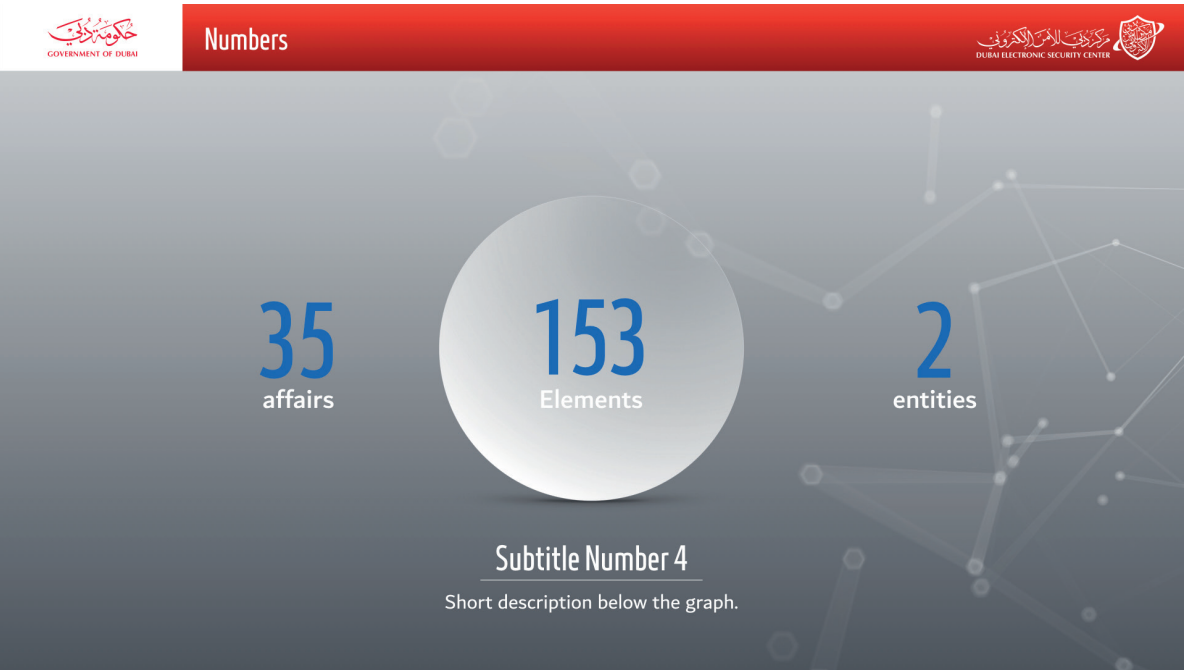 حكومة دبي
GOVERNMENT OF DUBAI
Numbers
مركز دبي للأمن الإلكتروني
DUBAI ELECTRONIC SECURITY CENTER
35
affairs
153
Elements
2
entities
Subtitle Number 4
Short description below the graph.